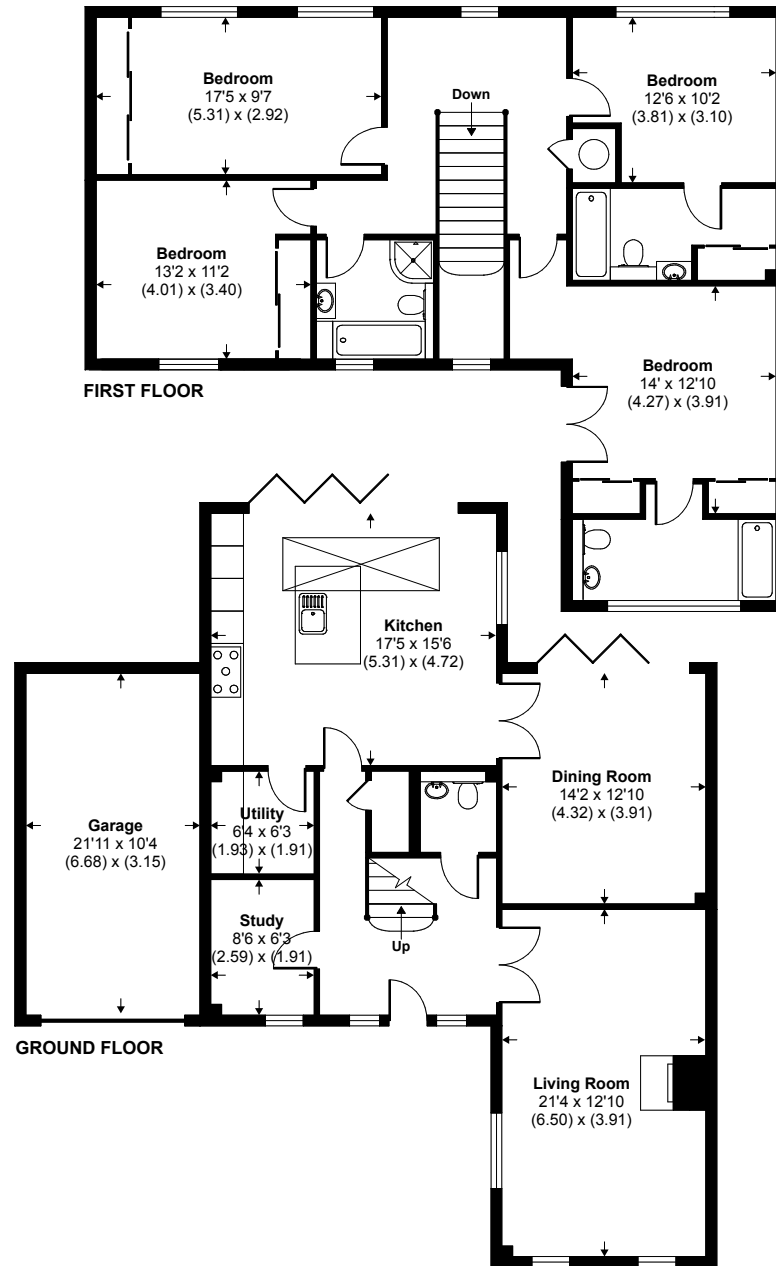 Bedroom
17'5 x 9'7
(5.31) x (2.92)
Down
Bedroom
12'6 x 10'2
(3.81) x (3.10)
Bedroom
13'2 x 11'2
(4.01) x (3.40)
Bedroom
14' x 12'10
(4.27) x (3.91)
FIRST FLOOR
Kitchen
17'5 x 15'6
(5.31) x (4.72)
Dining Room
14'2 x 12'10
(4.32) x (3.91)
Garage
21'11 x 10'4
(6.68) x (3.15)
Utility
6'4 x 6'3
(1.93) x (1.91)
Study
8'6 x 6'3
(2.59) x (1.91)
Up
GROUND FLOOR
Living Room
21'4 x 12'10
(6.50) x (3.91)